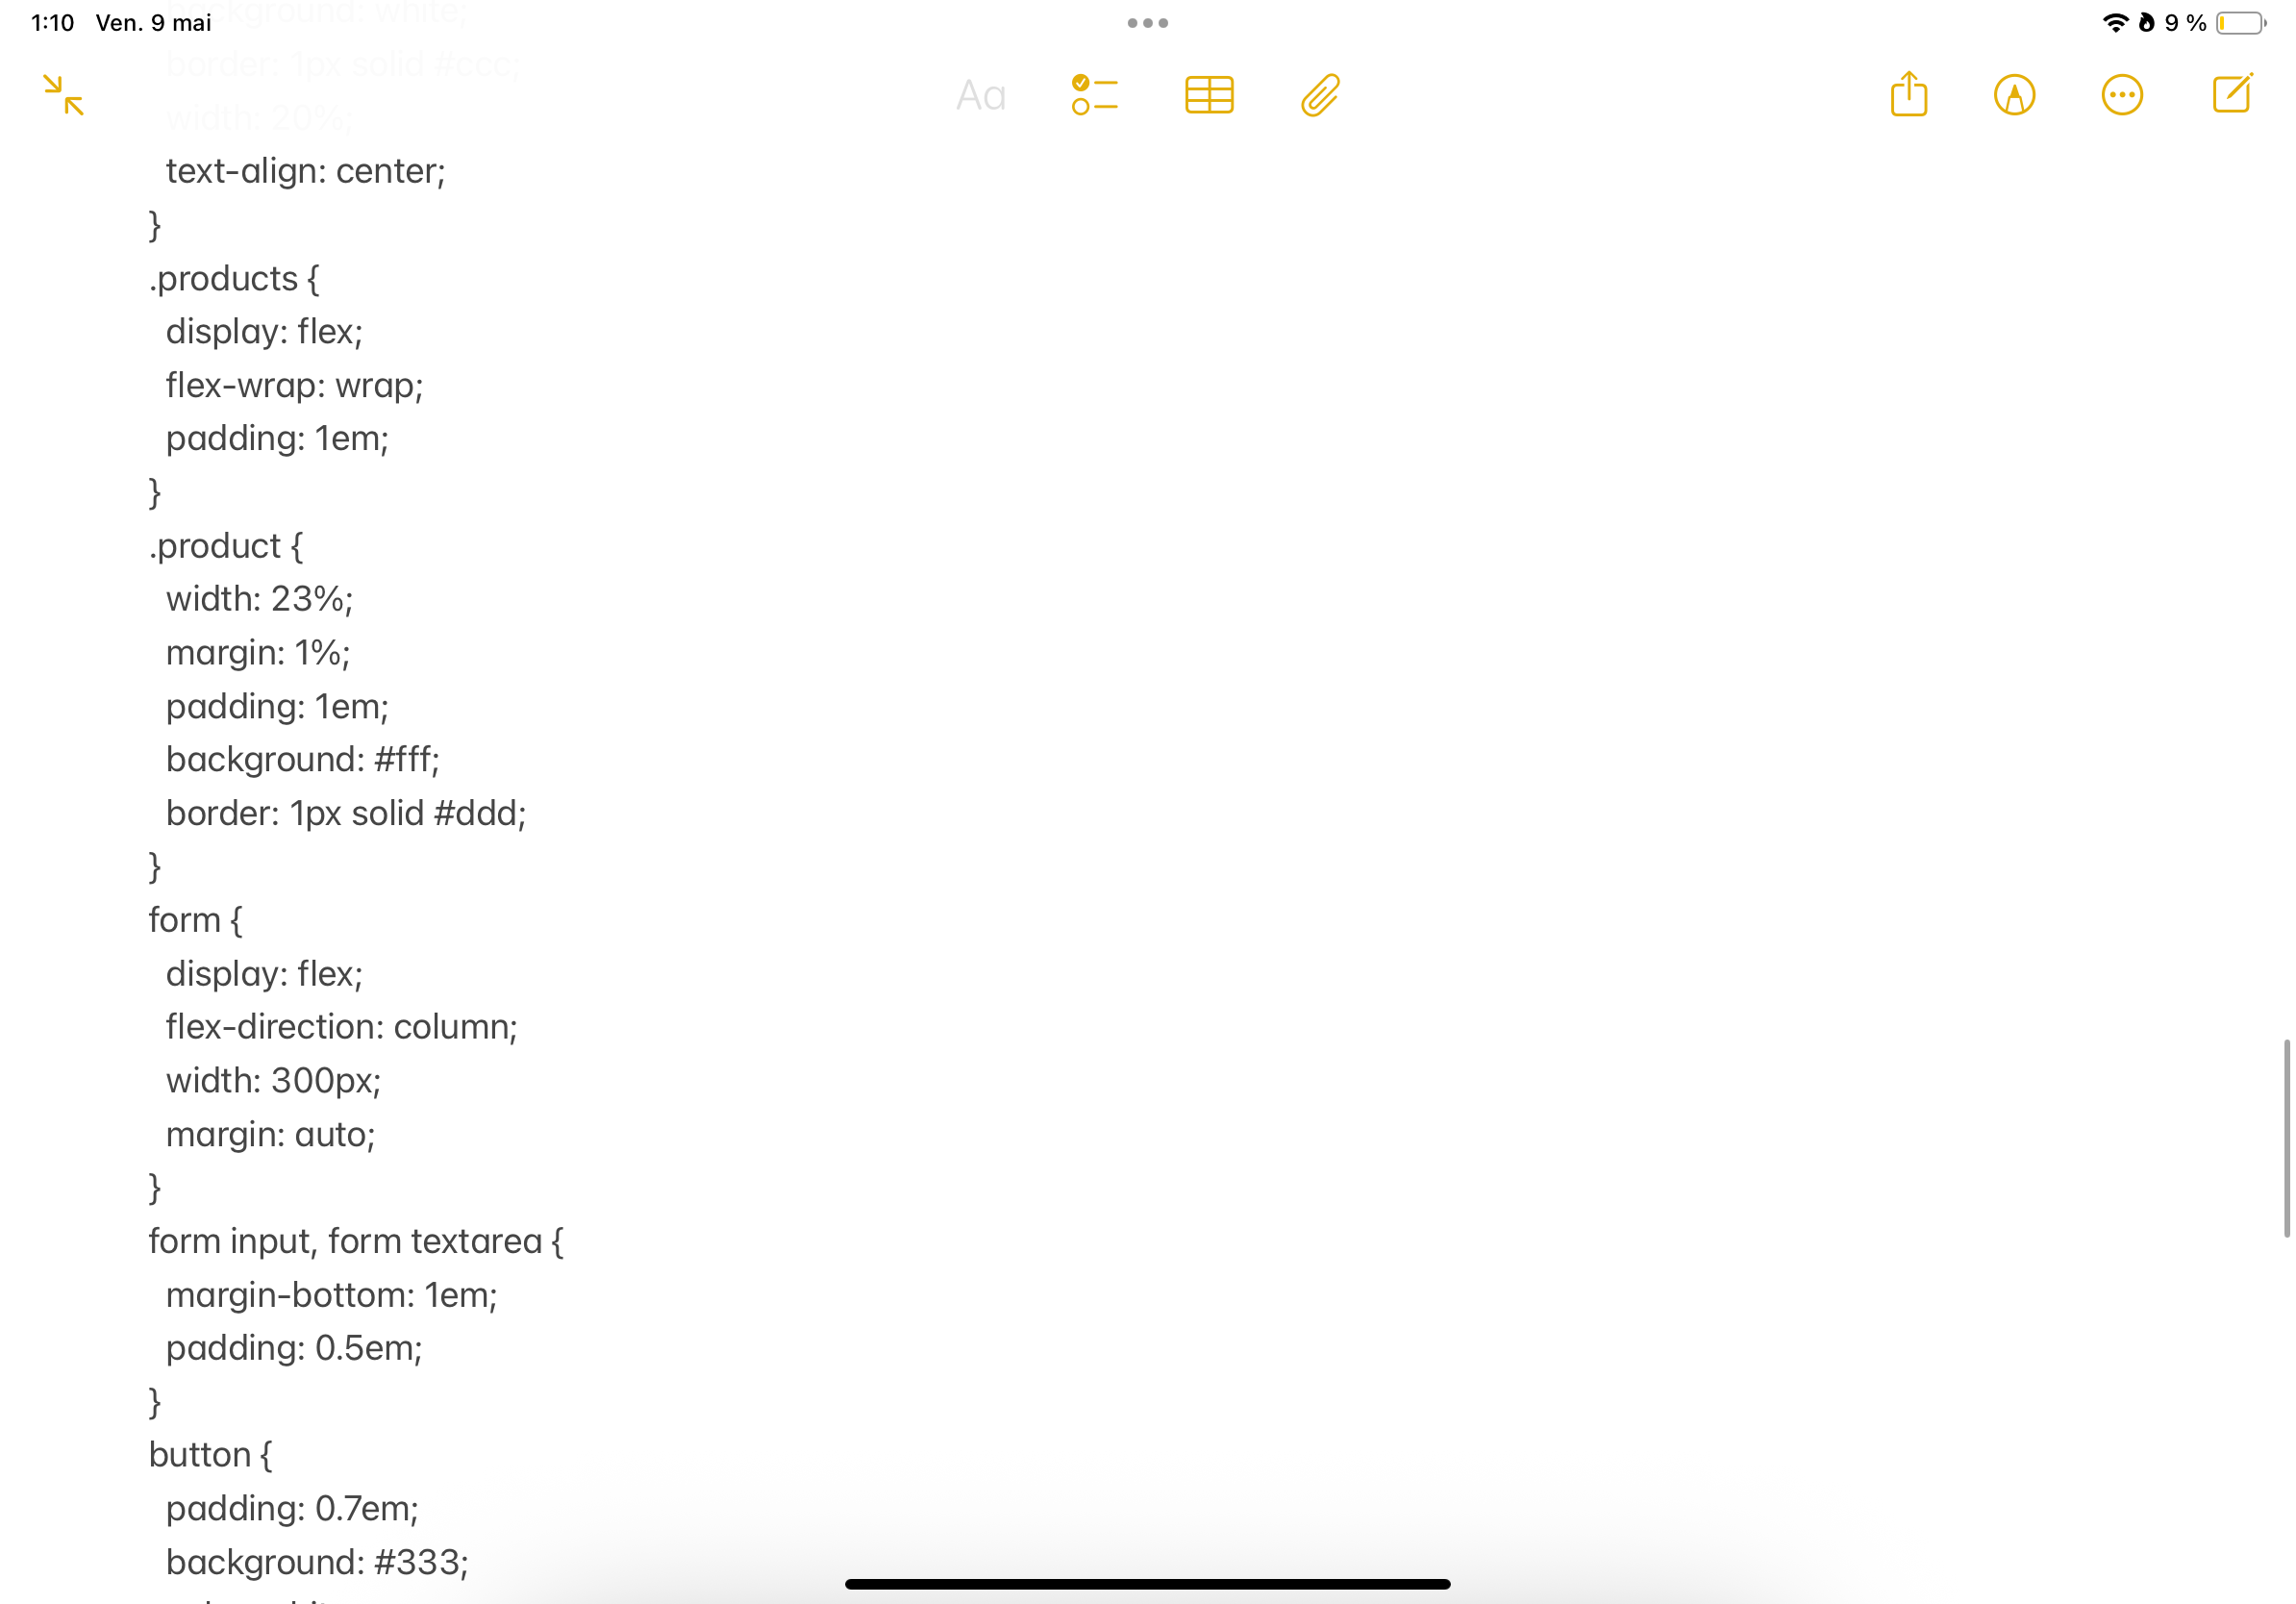 1:10 Ven. 9 mai
9 %
background: white;
border: 1px solid #ccc;
Aa
width: 20%;
text-align: center;
}
.products {
display: flex;
flex-wrap: wrap;
padding: 1em;
}
.product {
width: 23%;
margin: 1%;
padding: 1em;
background: #fff;
border: 1px solid #ddd;
}
form {
display: flex;
flex-direction: column;
width: 300px;
margin: auto;
}
form input, form textarea {
margin-bottom: 1em;
padding: 0.5em;
}
button {
padding: 0.7em;
background: #333;